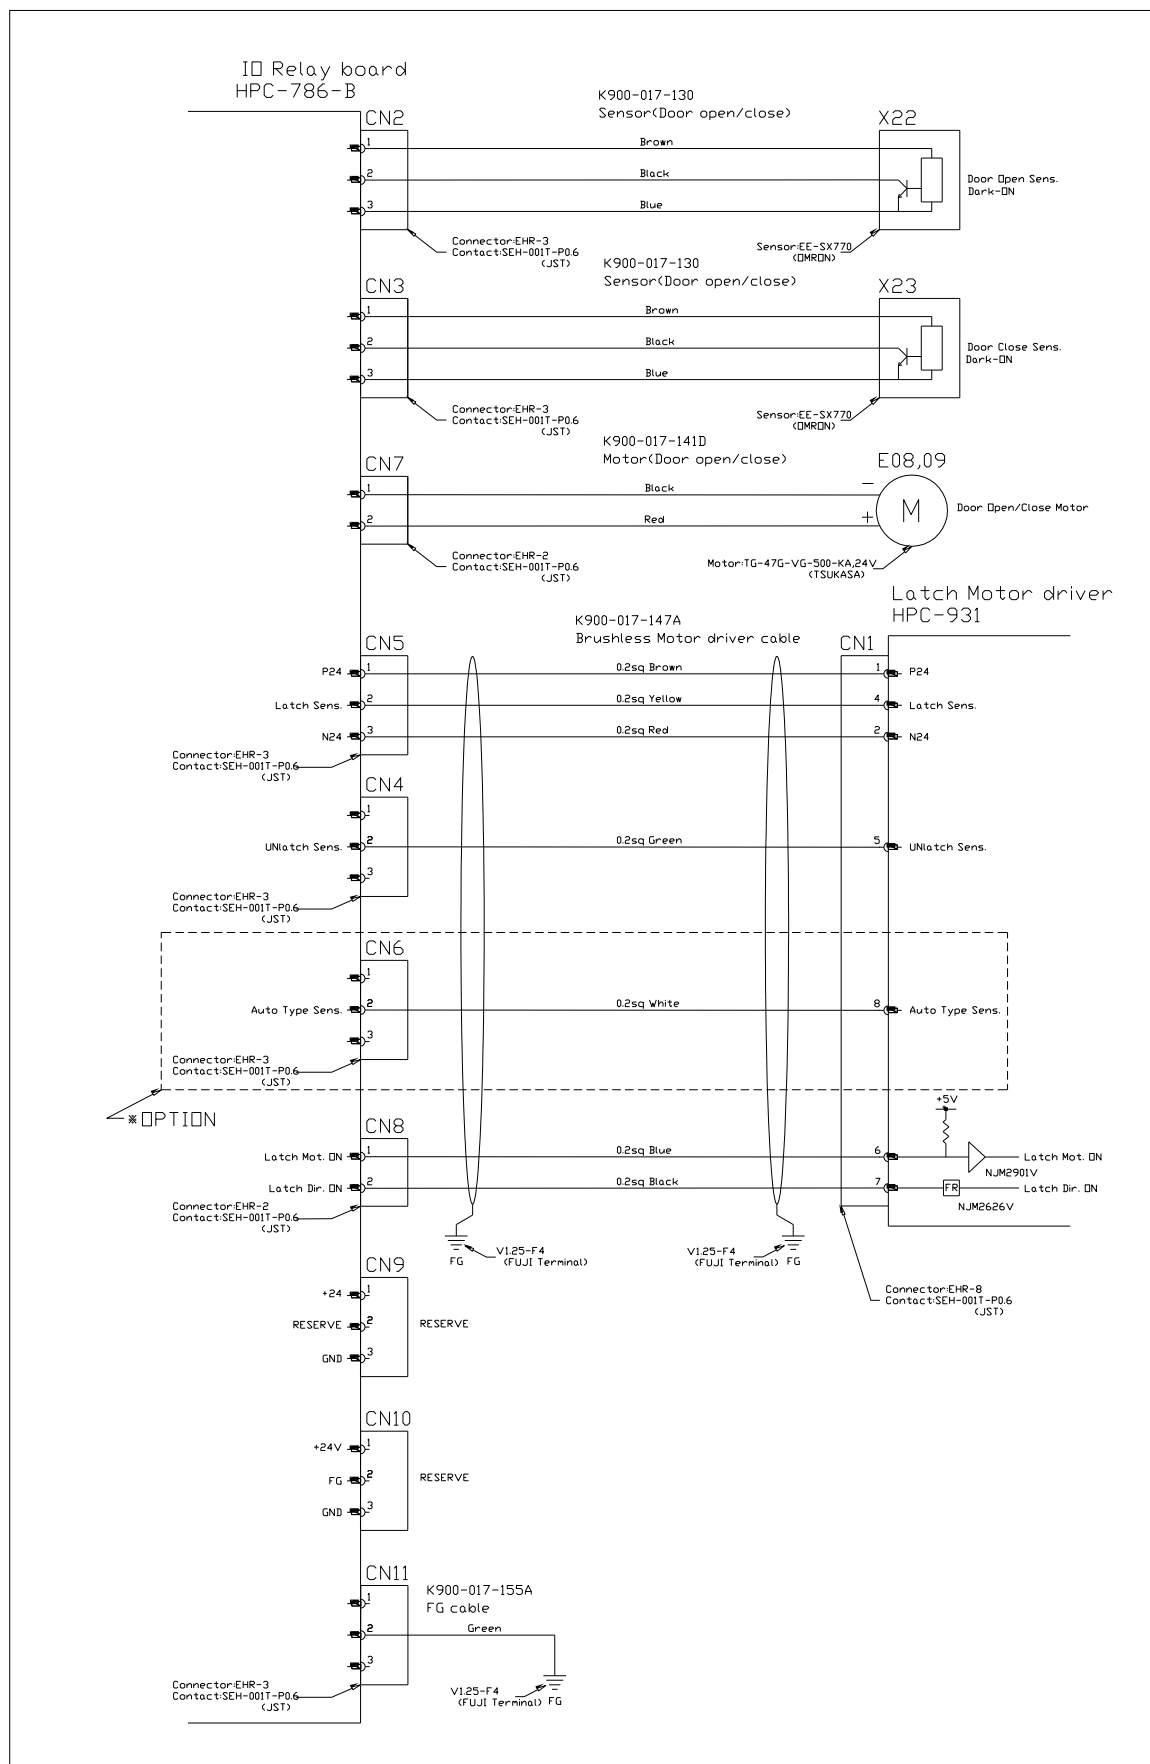 IO Relay board
HPC-786-B
K900-017-130
Sensor(Door open/close)
CN2
X22
1
Brown
2
Black
3
Blue
Door Open Sens.
Dark-ON
Connector:EHR-3
Contact:SEH-001T-P0.6
(JST)
Sensor:EE-SX770
(OMRON)
K900-017-130
Sensor(Door open/close)
CN3
X23
1
Brown
2
Black
3
Blue
Door Close Sens.
Dark-ON
Connector:EHR-3
Contact:SEH-001T-P0.6
(JST)
Sensor:EE-SX770
(OMRON)
K900-017-141D
Motor(Door open/close)
CN7
E08,09
1
Black
−
2
Red
+
M
Door Open/Close Motor
Connector:EHR-2
Contact:SEH-001T-P0.6
(JST)
Motor:TG-47G-VG-500-KA,24V
(TSUKASA)
Latch Motor driver
HPC-931
K900-017-147A
Brushless Motor driver cable
CN5
CN1
P24
1
0.2sq Brown
1
P24
Latch Sens.
2
0.2sq Yellow
4
Latch Sens.
N24
3
0.2sq Red
2
N24
Connector:EHR-3
Contact:SEH-001T-P0.6
(JST)
CN4
1
UNlatch Sens.
2
0.2sq Green
5
UNlatch Sens.
3
Connector:EHR-3
Contact:SEH-001T-P0.6
(JST)
CN6
1
Auto Type Sens.
2
0.2sq White
8
Auto Type Sens.
3
Connector:EHR-3
Contact:SEH-001T-P0.6
(JST)
※OPTION
+5V
CN8
Latch Mot. ON
1
0.2sq Blue
6
Latch Mot. ON
NJM2901V
Latch Dir. ON
2
0.2sq Black
7
FR
Latch Dir. ON
NJM2626V
Connector:EHR-2
Contact:SEH-001T-P0.6
(JST)
FG
V1.25-F4
(FUJI Terminal)
V1.25-F4
(FUJI Terminal)
FG
Connector:EHR-8
Contact:SEH-001T-P0.6
(JST)
CN9
+24
1
RESERVE
2
RESERVE
GND
3
CN10
+24V
1
FG
2
RESERVE
GND
3
CN11
K900-017-155A
FG cable
1
2
Green
3
Connector:EHR-3
Contact:SEH-001T-P0.6
(JST)
V1.25-F4
(FUJI Terminal)
FG